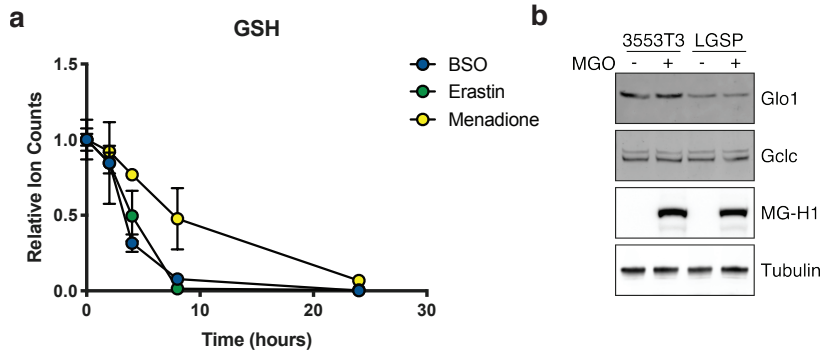 a
GSH
1.5
1.0
0.5
0.0
Relative Ion Counts
0 10 20 30
Time (hours)
BSO
Erastin
Menadione
b
3553T3 LGSP
MGO - + - +
Glo1
Gclc
MG-H1
Tubulin